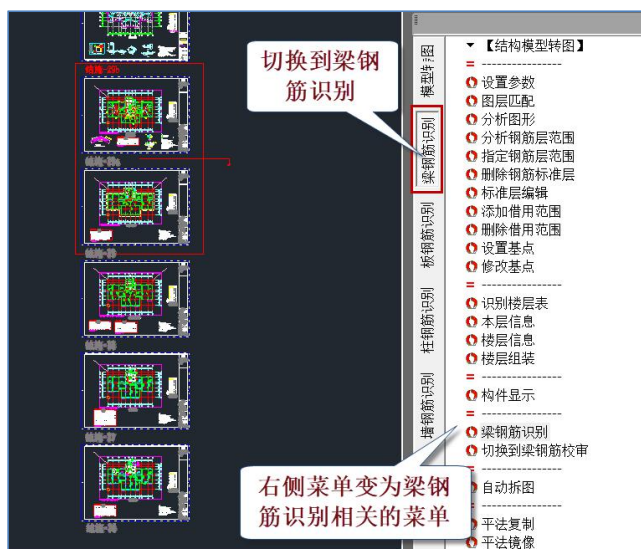 切换到梁钢
筋识别
模型转图
梁钢筋识别
板钢筋识别
柱钢筋识别
墙钢筋识别
【结构模型转图】
设置参数
图层匹配
分析图形
分析钢筋层范围
指定钢筋层范围
删除钢筋标准层
标准层编辑
添加借用范围
删除借用范围
设置基点
修改基点
识别楼层表
本层信息
楼层信息
楼层组装
构件显示
梁钢筋识别
切换到梁钢筋校审
自动拆图
平法复制
平法镜像
右侧菜单变为梁钢
筋识别相关的菜单